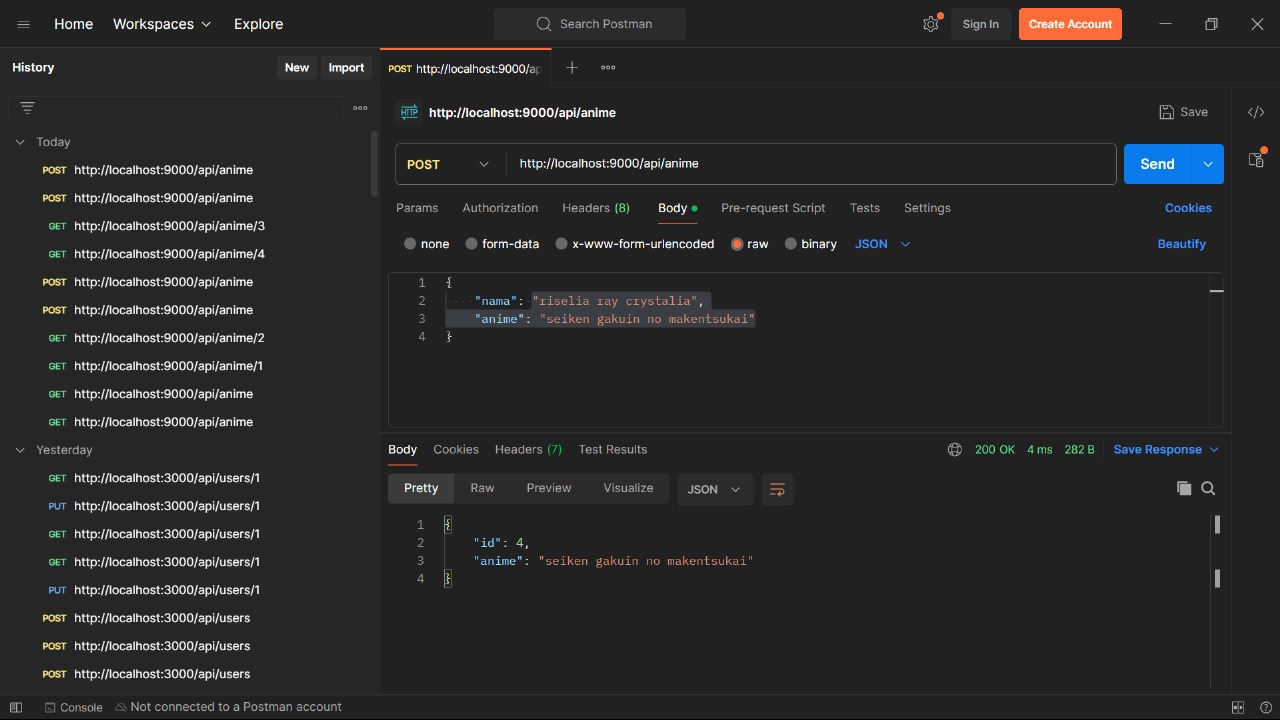 Home Workspaces Explore Search Postman Sign In Create Account
History New Import
POST http://localhost:9000/ap
HTTP http://localhost:9000/api/anime Save
Today
POST http://localhost:9000/api/anime
POST http://localhost:9000/api/anime
GET http://localhost:9000/api/anime/3
GET http://localhost:9000/api/anime/4
POST http://localhost:9000/api/anime
POST http://localhost:9000/api/anime
GET http://localhost:9000/api/anime/2
GET http://localhost:9000/api/anime/1
GET http://localhost:9000/api/anime
GET http://localhost:9000/api/anime
Yesterday
GET http://localhost:3000/api/users/1
PUT http://localhost:3000/api/users/1
GET http://localhost:3000/api/users/1
GET http://localhost:3000/api/users/1
PUT http://localhost:3000/api/users/1
POST http://localhost:3000/api/users
POST http://localhost:3000/api/users
POST http://localhost:3000/api/users
POST http://localhost:9000/api/anime Send
Params Authorization Headers (8) Body Pre-request Script Tests Settings Cookies
none form-data x-www-form-urlencoded raw binary JSON Beautify
1 {
2 "nama": "riselia ray crystalia",
3 "anime": "seiken gakuin no makentsukai"
4 }
Body Cookies Headers (7) Test Results 200 OK 4 ms 282 B Save Response
Pretty Raw Preview Visualize JSON
1 {
2 "id": 4,
3 "anime": "seiken gakuin no makentsukai"
4 }
Console Not connected to a Postman account